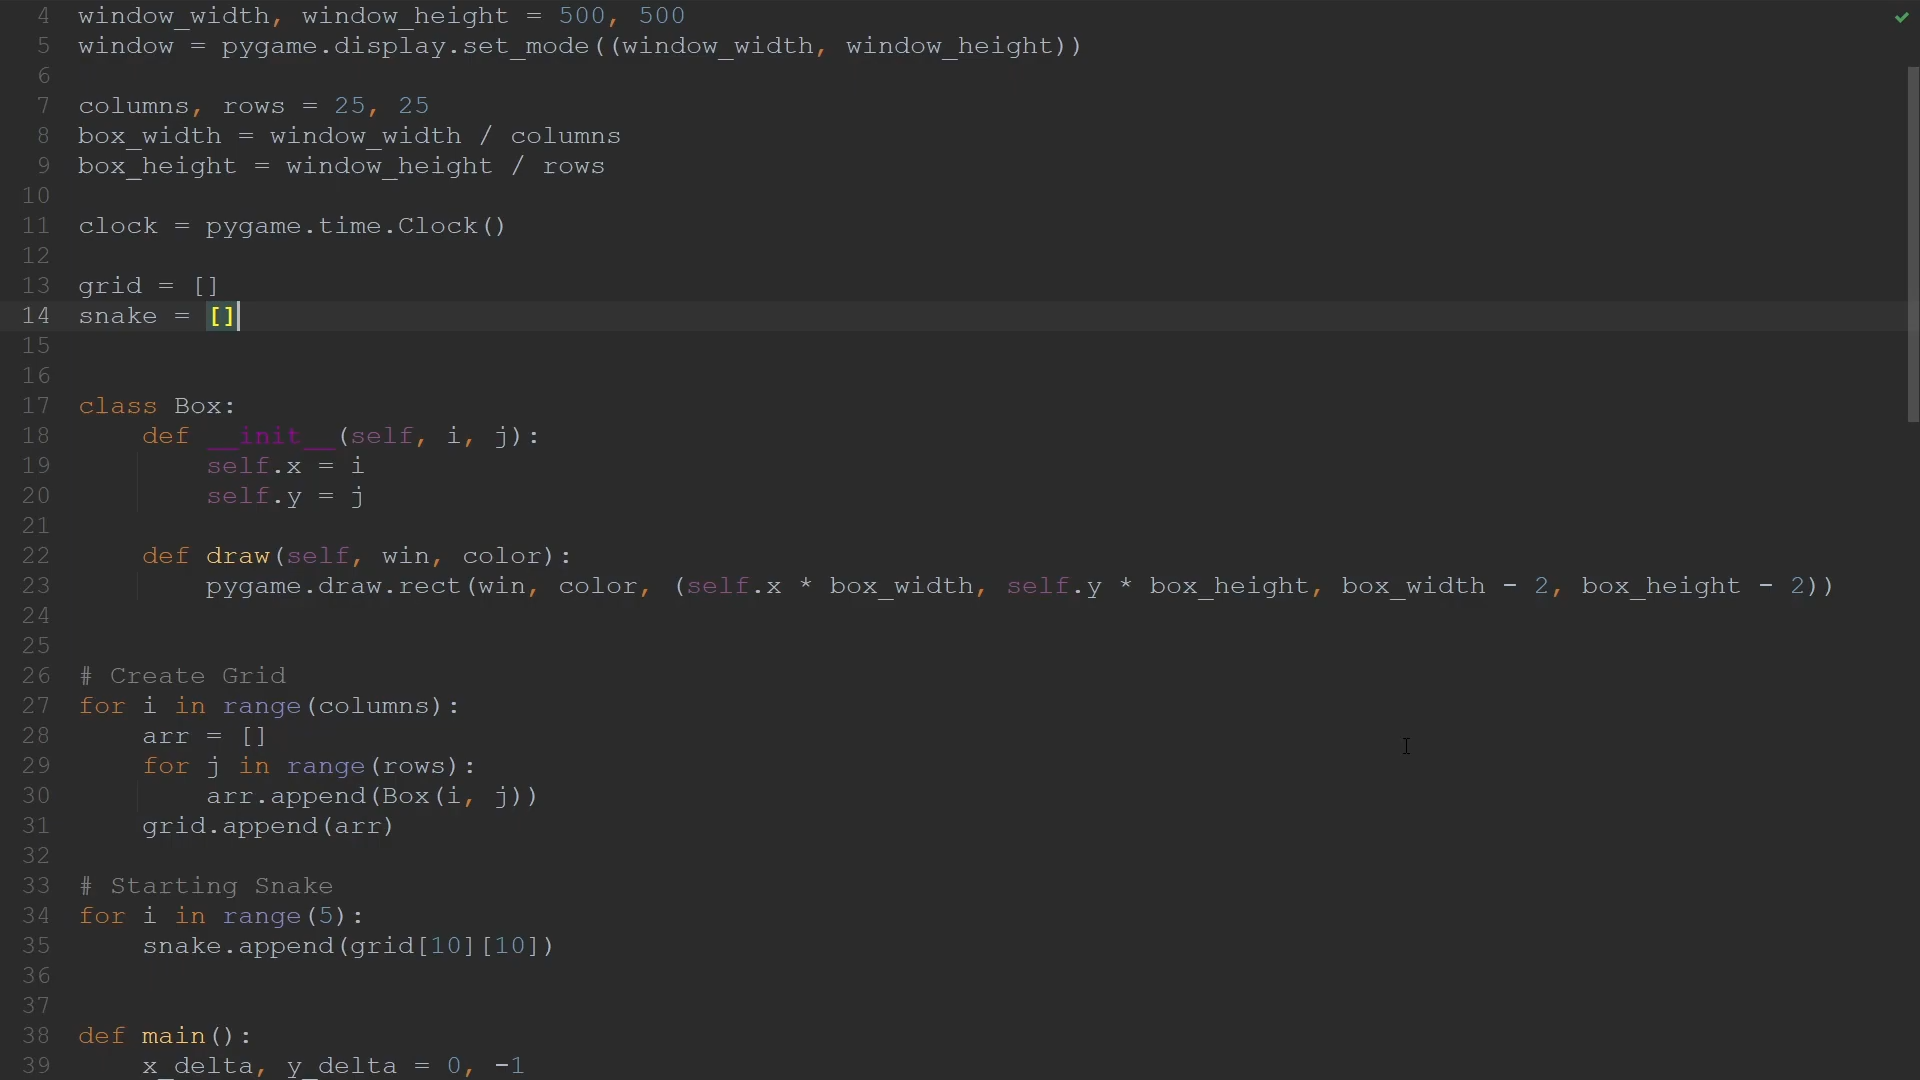 4 window_width, window_height = 500, 500
5 window = pygame.display.set_mode((window_width, window_height))
6
7 columns, rows = 25, 25
8 box_width = window_width / columns
9 box_height = window_height / rows
10
11 clock = pygame.time.Clock()
12
13 grid = []
14 snake = []
15
16
17 class Box:
18     def __init__(self, i, j):
19         self.x = i
20         self.y = j
21
22     def draw(self, win, color):
23         pygame.draw.rect(win, color, (self.x * box_width, self.y * box_height, box_width - 2, box_height - 2))
24
25
26 # Create Grid
27 for i in range(columns):
28     arr = []
29     for j in range(rows):
30         arr.append(Box(i, j))
31     grid.append(arr)
32
33 # Starting Snake
34 for i in range(5):
35     snake.append(grid[10][10])
36
37
38 def main():
39     x_delta, y_delta = 0, -1